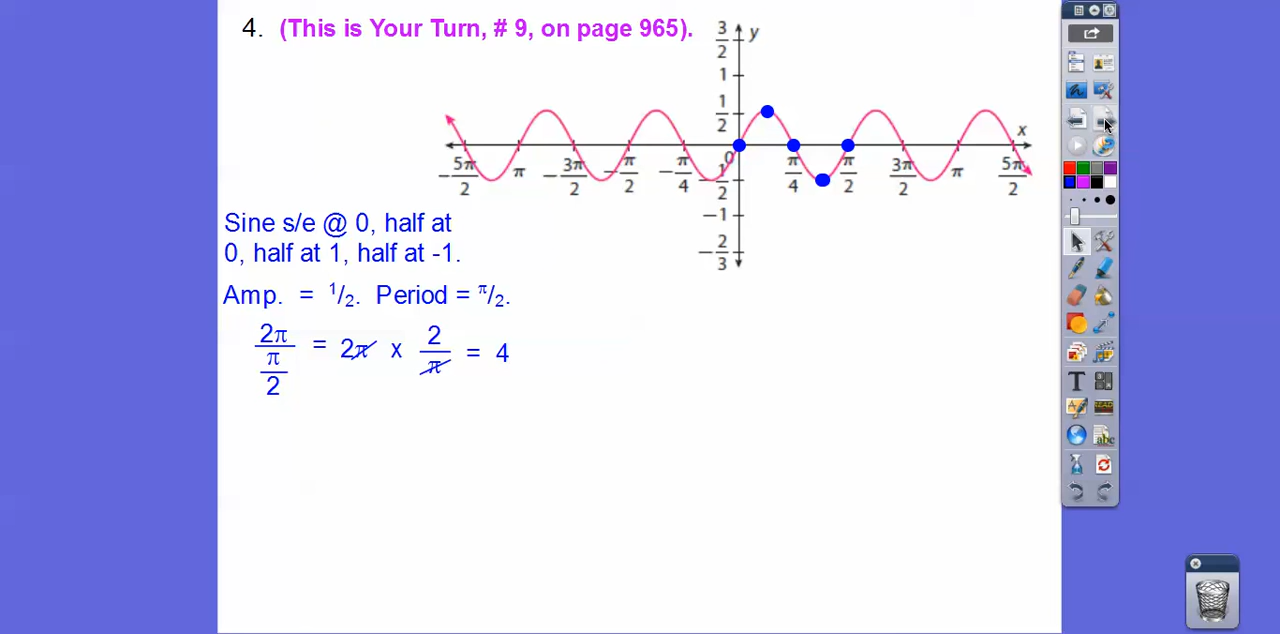 4. (This is Your Turn, # 9, on page 965).
3/2 y
1
1/2
x
-5π/2 π -3π/2 -π/2 -π/4 0 π/4 π/2 3π/2 π 5π/2
-1/2
-1
-2/3
Sine s/e @ 0, half at
0, half at 1, half at -1.
Amp. = 1/2. Period = π/2.
2π/(π/2) = 2π x 2/π = 4